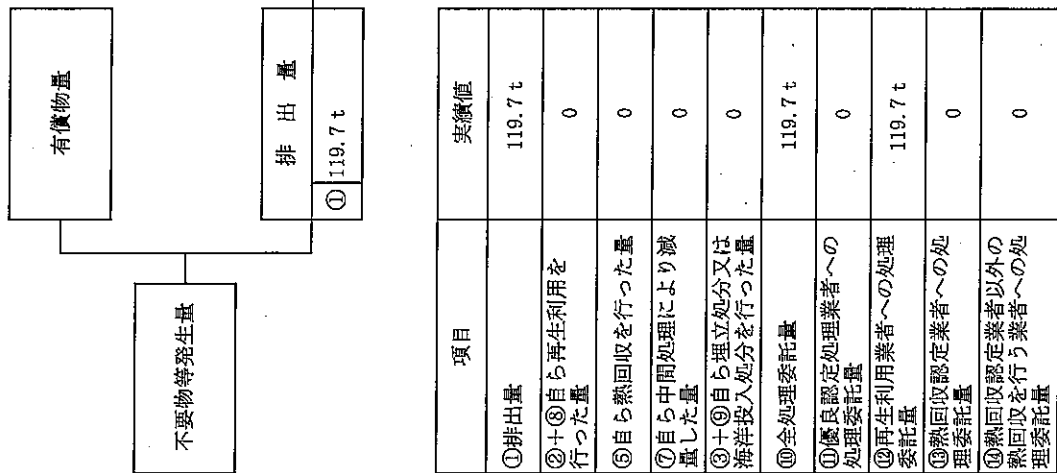 有償物量
不要物等発生量
排出量
① 119.7 t
項目 実績値
①排出量 119.7 t
②+⑧自ら再生利用を
行った量 0
⑤自ら熱回収を行った量 0
⑦自ら中間処理により減
量した量 0
③+⑨自ら埋立処分又は
海洋投入処分を行った量 0
⑩全処理委託量 119.7 t
⑪優良認定処理業者への
処理委託量 0
⑫再生利用業者への処理
委託量 119.7 t
⑬熱回収認定業者への処
理委託量 0
⑭熱回収認定業者以外の
熱回収を行う業者への処
理委託量 0